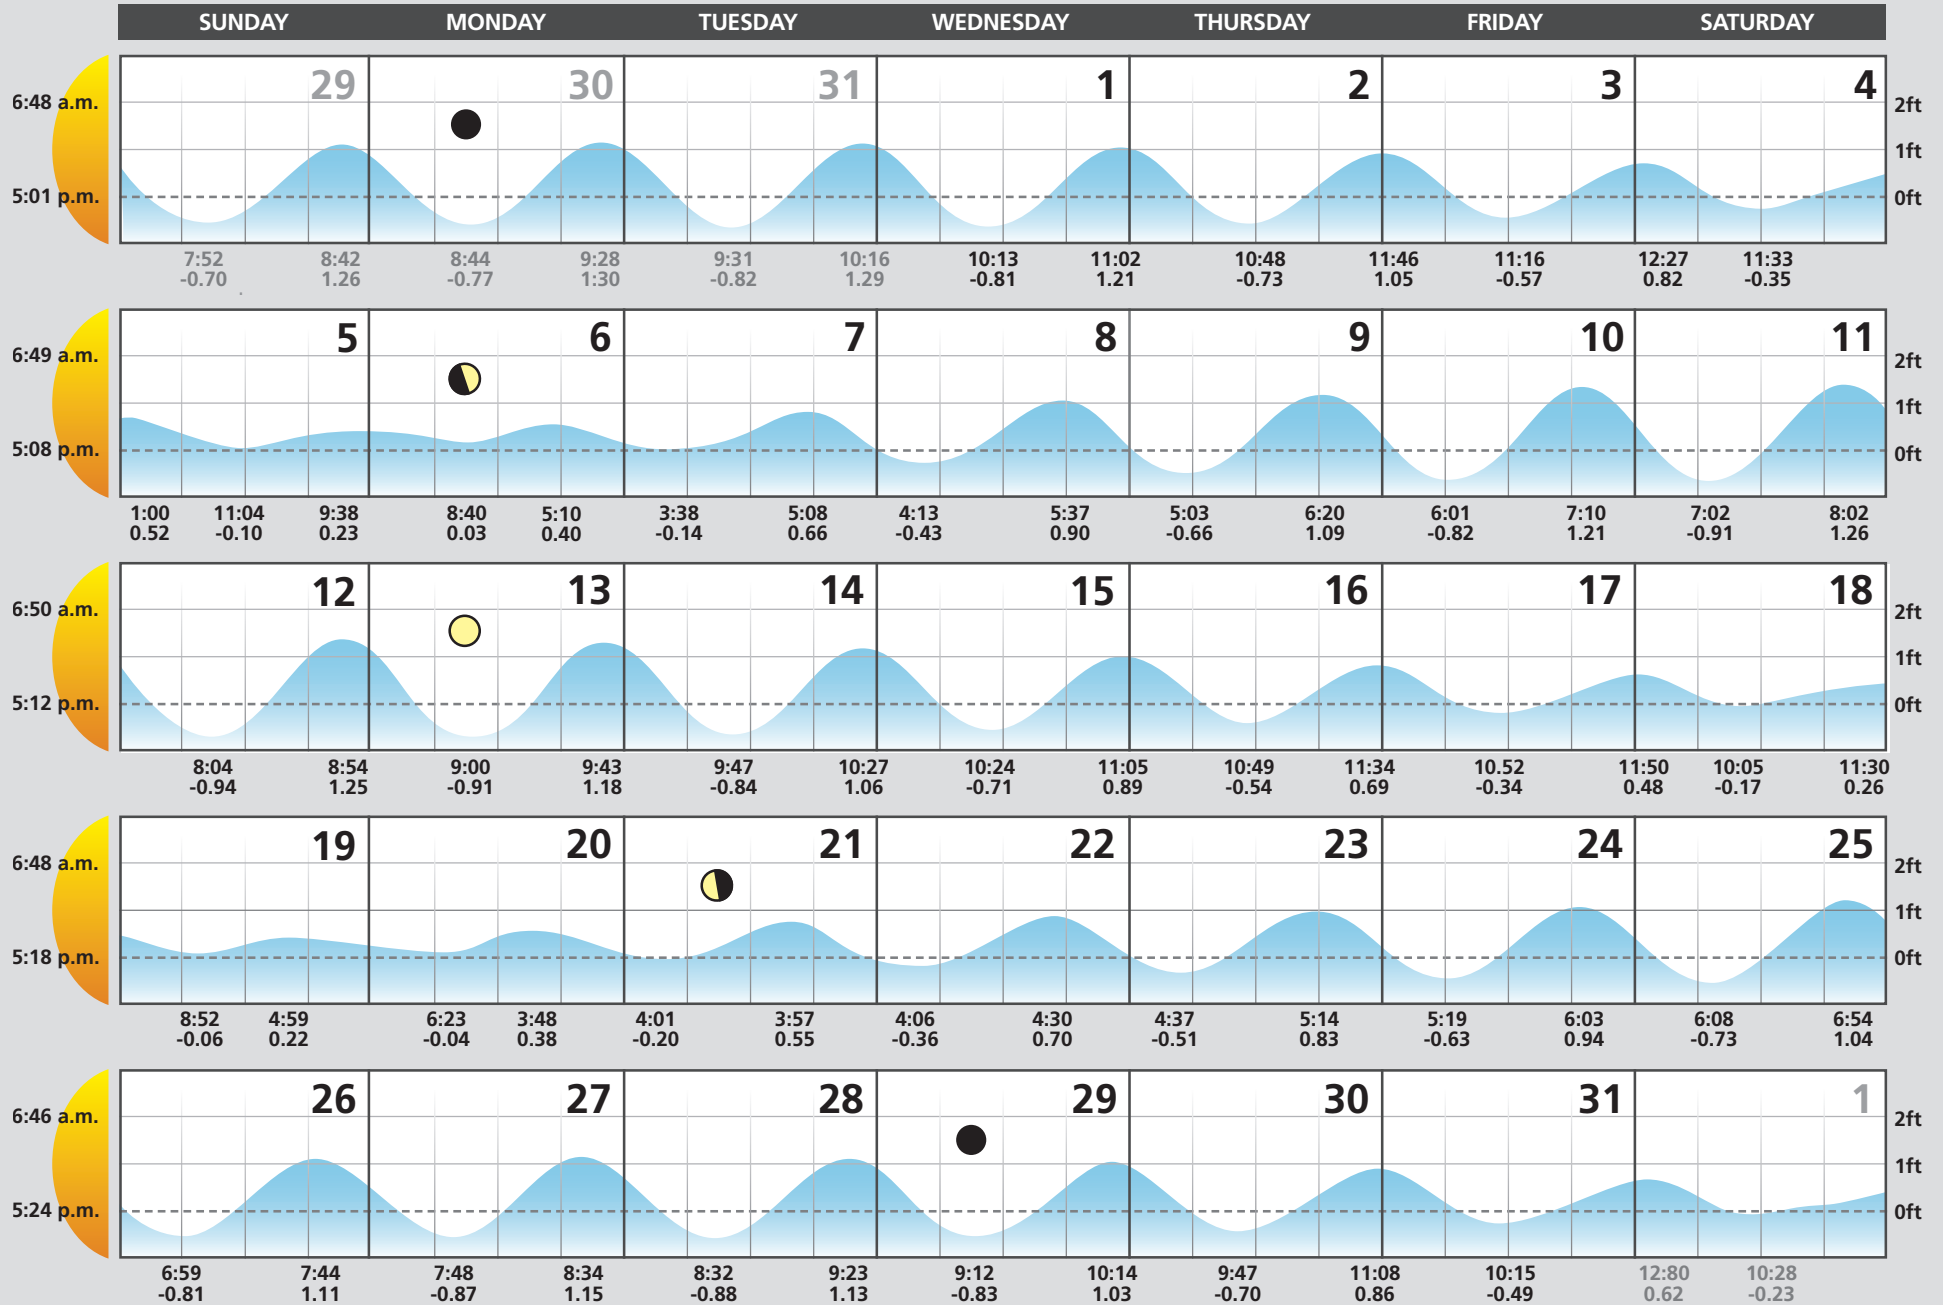 SUNDAY MONDAY TUESDAY WEDNESDAY THURSDAY FRIDAY SATURDAY
29 30 31 1 2 3 4
6:48 a.m. 2ft
1ft
5:01 p.m. 0ft
7:52 8:42 8:44 9:28 9:31 10:16 10:13 11:02 10:48 11:46 11:16 12:27 11:33
-0.70 1.26 -0.77 1:30 -0.82 1.29 -0.81 1.21 -0.73 1.05 -0.57 0.82 -0.35
5 6 7 8 9 10 11
6:49 a.m. 2ft
1ft
5:08 p.m. 0ft
1:00 11:04 9:38 8:40 5:10 3:38 5:08 4:13 5:37 5:03 6:20 6:01 7:10 7:02 8:02
0.52 -0.10 0.23 0.03 0.40 -0.14 0.66 -0.43 0.90 -0.66 1.09 -0.82 1.21 -0.91 1.26
12 13 14 15 16 17 18
6:50 a.m. 2ft
1ft
5:12 p.m. 0ft
8:04 8:54 9:00 9:43 9:47 10:27 10:24 11:05 10:49 11:34 10.52 11:50 10:05 11:30
-0.94 1.25 -0.91 1.18 -0.84 1.06 -0.71 0.89 -0.54 0.69 -0.34 0.48 -0.17 0.26
19 20 21 22 23 24 25
6:48 a.m. 2ft
1ft
5:18 p.m. 0ft
8:52 4:59 6:23 3:48 4:01 3:57 4:06 4:30 4:37 5:14 5:19 6:03 6:08 6:54
-0.06 0.22 -0.04 0.38 -0.20 0.55 -0.36 0.70 -0.51 0.83 -0.63 0.94 -0.73 1.04
26 27 28 29 30 31 1
6:46 a.m. 2ft
1ft
5:24 p.m. 0ft
6:59 7:44 7:48 8:34 8:32 9:23 9:12 10:14 9:47 11:08 10:15 12:80 10:28
-0.81 1.11 -0.87 1.15 -0.88 1.13 -0.83 1.03 -0.70 0.86 -0.49 0.62 -0.23